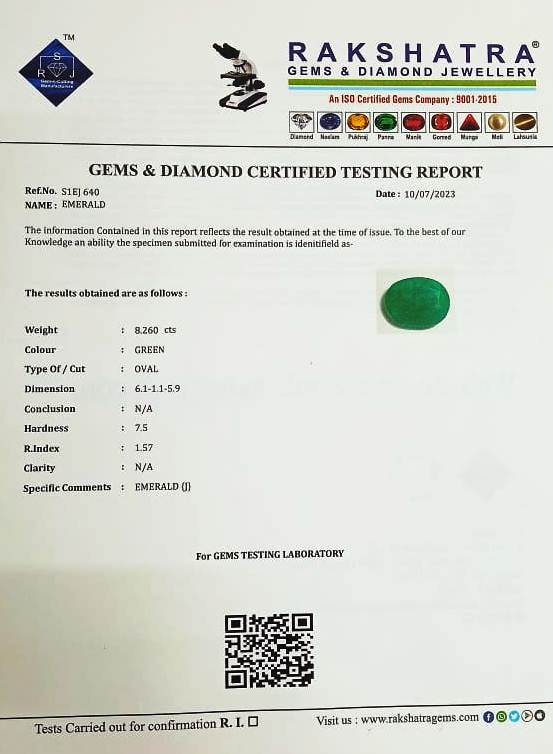 TM
S
R J
Gem-n-Cutting
Manufacturers
RAKSHATRA®
GEMS & DIAMOND JEWELLERY
An ISO Certified Gems Company : 9001-2015
Diamond Neelam Pukhraj Panna Manik Gomed Munga Moti Lahsunia
GEMS & DIAMOND CERTIFIED TESTING REPORT
Ref.No. S1EJ 640
Date : 10/07/2023
NAME : EMERALD
The information Contained in this report reflects the result obtained at the time of issue. To the best of our
Knowledge an ability the specimen submitted for examination is identitifield as-
The results obtained are as follows :
Weight : 8.260 cts
Colour : GREEN
Type Of / Cut : OVAL
Dimension : 6.1-1.1-5.9
Conclusion : N/A
Hardness : 7.5
R.Index : 1.57
Clarity : N/A
Specific Comments : EMERALD (J)
For GEMS TESTING LABORATORY
Tests Carried out for confirmation R. I. ☐
Visit us : www.rakshatragems.com